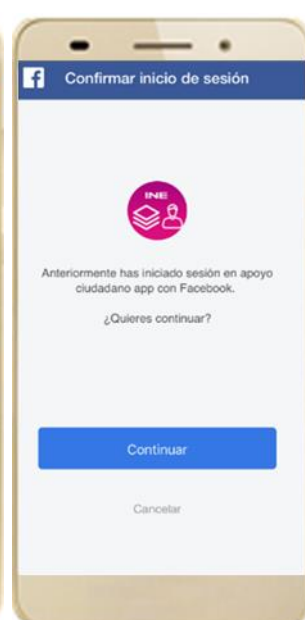 f Confirmar inicio de sesión
INE
Anteriormente has iniciado sesión en apoyo
ciudadano app con Facebook.
¿Quieres continuar?
Continuar
Cancelar